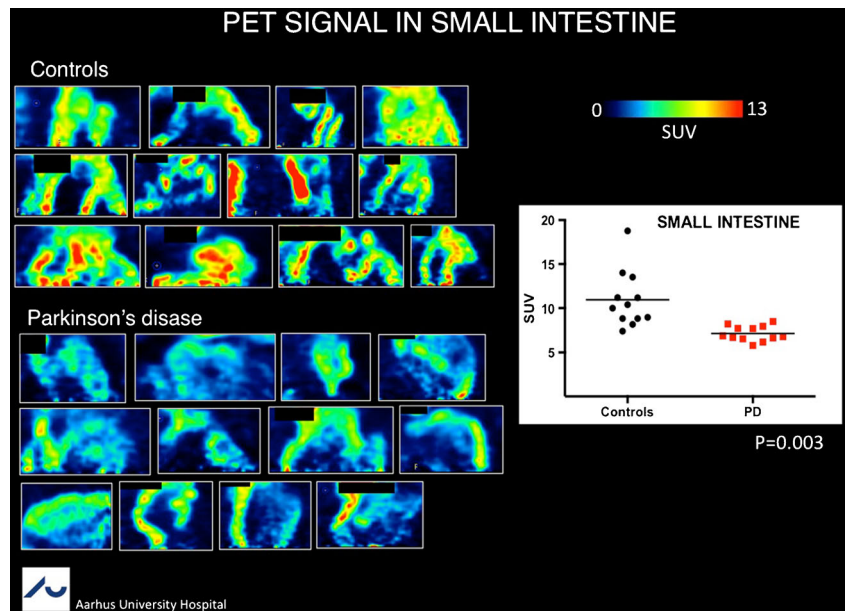 PET SIGNAL IN SMALL INTESTINE
Controls
0
13
SUV
SMALL INTESTINE
20
15
10
5
SUV
Controls
PD
P=0.003
Parkinson's disase
F
Aarhus University Hospital